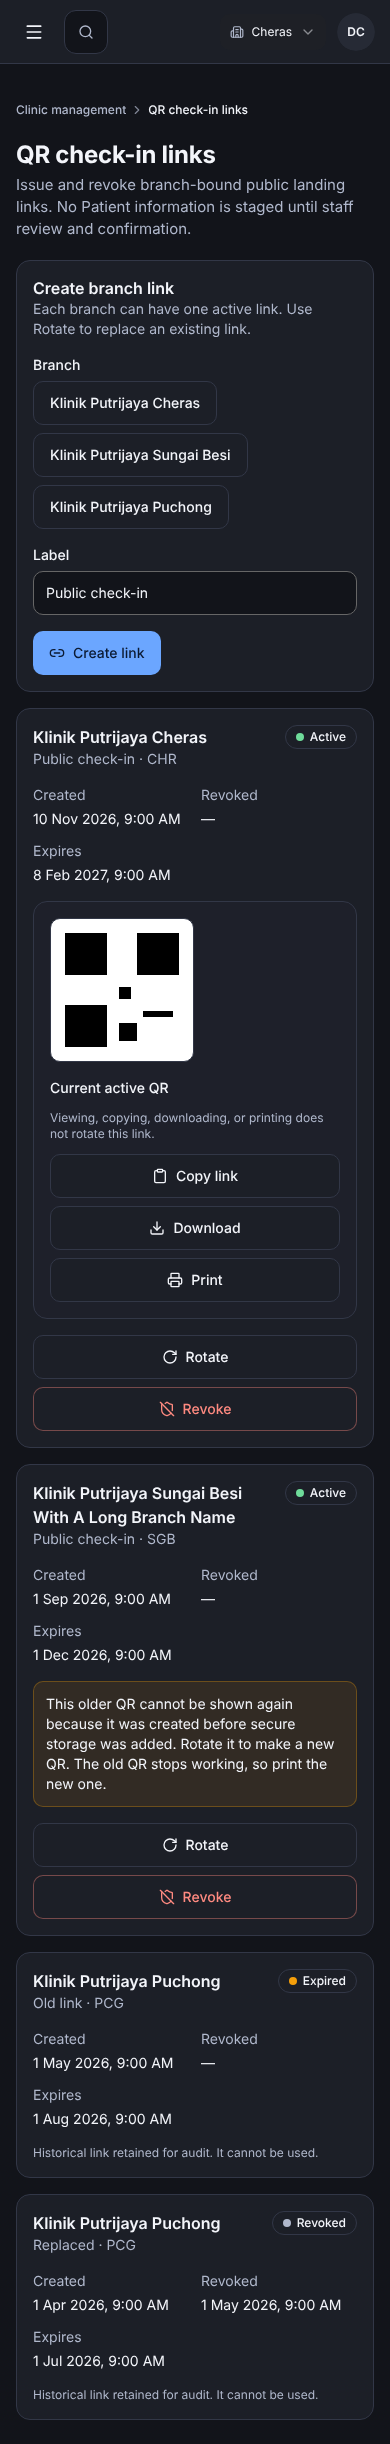 Cheras
DC
Clinic management > QR check-in links
QR check-in links
Issue and revoke branch-bound public landing
links. No Patient information is staged until staff
review and confirmation.
Create branch link
Each branch can have one active link. Use
Rotate to replace an existing link.
Branch
Klinik Putrijaya Cheras
Klinik Putrijaya Sungai Besi
Klinik Putrijaya Puchong
Label
Public check-in
Create link
Klinik Putrijaya Cheras
Active
Public check-in · CHR
Created
Revoked
10 Nov 2026, 9:00 AM
—
Expires
8 Feb 2027, 9:00 AM
Current active QR
Viewing, copying, downloading, or printing does
not rotate this link.
Copy link
Download
Print
Rotate
Revoke
Klinik Putrijaya Sungai Besi
With A Long Branch Name
Active
Public check-in · SGB
Created
Revoked
1 Sep 2026, 9:00 AM
—
Expires
1 Dec 2026, 9:00 AM
This older QR cannot be shown again
because it was created before secure
storage was added. Rotate it to make a new
QR. The old QR stops working, so print the
new one.
Rotate
Revoke
Klinik Putrijaya Puchong
Expired
Old link · PCG
Created
Revoked
1 May 2026, 9:00 AM
—
Expires
1 Aug 2026, 9:00 AM
Historical link retained for audit. It cannot be used.
Klinik Putrijaya Puchong
Revoked
Replaced · PCG
Created
Revoked
1 Apr 2026, 9:00 AM
1 May 2026, 9:00 AM
Expires
1 Jul 2026, 9:00 AM
Historical link retained for audit. It cannot be used.